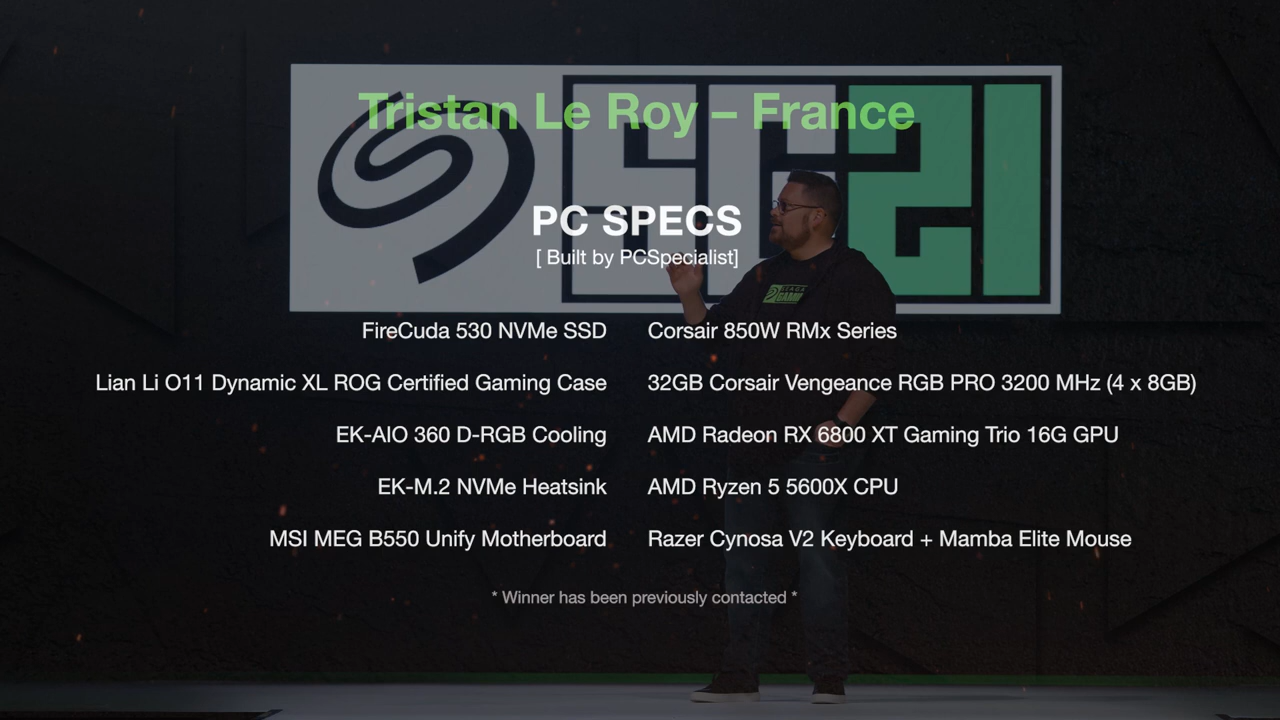 Tristan Le Roy – France
SG21
PC SPECS
[ Built by PCSpecialist]
GAMING
FireCuda 530 NVMe SSD
Corsair 850W RMx Series
Lian Li O11 Dynamic XL ROG Certified Gaming Case
32GB Corsair Vengeance RGB PRO 3200 MHz (4 x 8GB)
EK-AIO 360 D-RGB Cooling
AMD Radeon RX 6800 XT Gaming Trio 16G GPU
EK-M.2 NVMe Heatsink
AMD Ryzen 5 5600X CPU
MSI MEG B550 Unify Motherboard
Razer Cynosa V2 Keyboard + Mamba Elite Mouse
* Winner has been previously contacted *